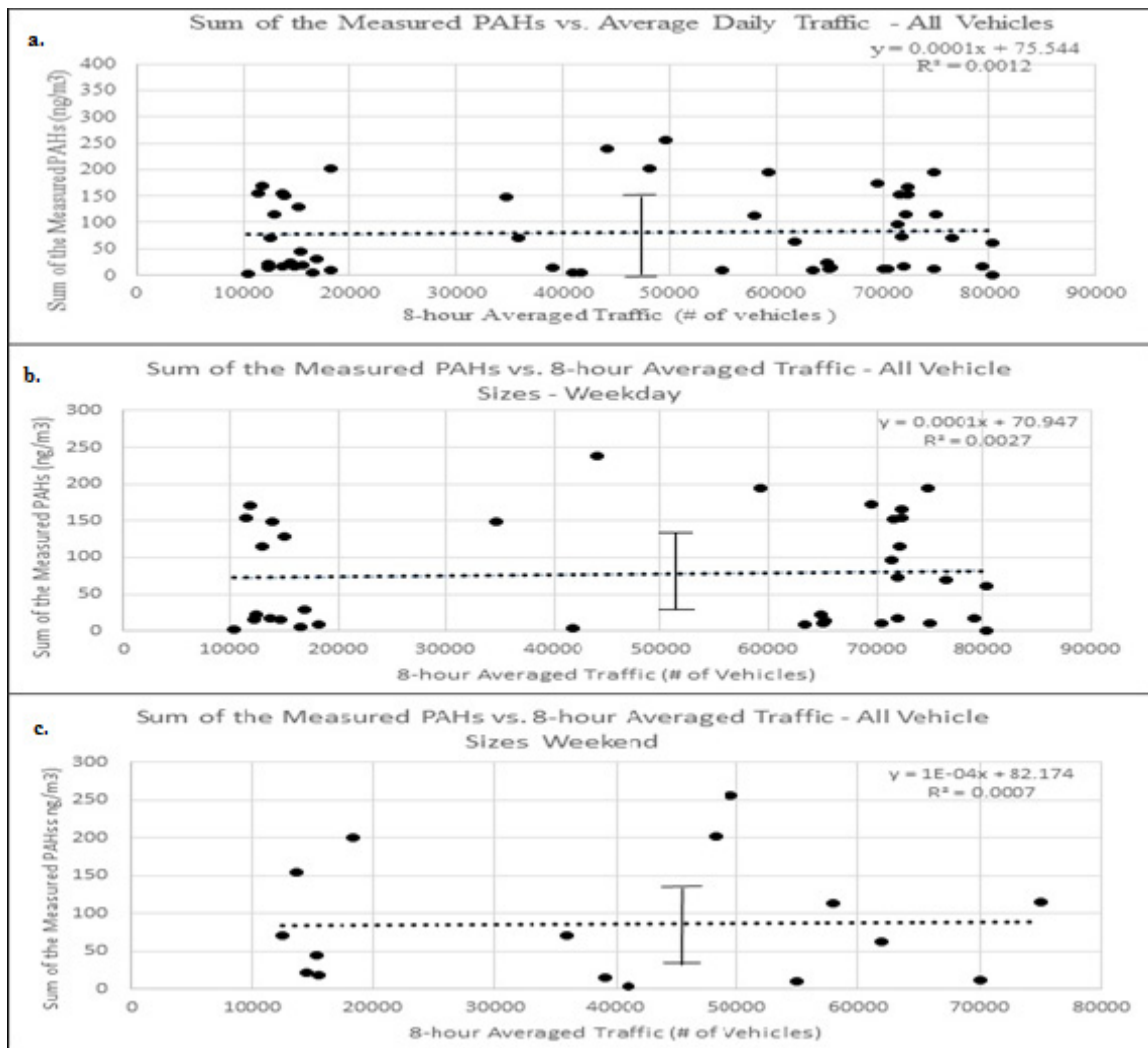 a.
Sum of the Measured PAHs vs. Average Daily Traffic - All Vehicles
y = 0.0001x + 75.544
R² = 0.0012
Sum of the Measured PAHs (ng/m3)
400
350
300
250
200
150
100
50
0
0 10000 20000 30000 40000 50000 60000 70000 80000 90000
8-hour Averaged Traffic (# of vehicles )
b.
Sum of the Measured PAHs vs. 8-hour Averaged Traffic - All Vehicle
Sizes - Weekday
y = 0.0001x + 70.947
R² = 0.0027
Sum of the Measured PAHs (ng/m3)
300
250
200
150
100
50
0
0 10000 20000 30000 40000 50000 60000 70000 80000 90000
8-hour Averaged Traffic (# of Vehicles)
c.
Sum of the Measured PAHs vs. 8-hour Averaged Traffic - All Vehicle
Sizes Weekend
y = 1E-04x + 82.174
R² = 0.0007
Sum of the Measured PAHss ng/m3)
300
250
200
150
100
50
0
0 10000 20000 30000 40000 50000 60000 70000 80000
8-hour Averaged Traffic (# of Vehicles)